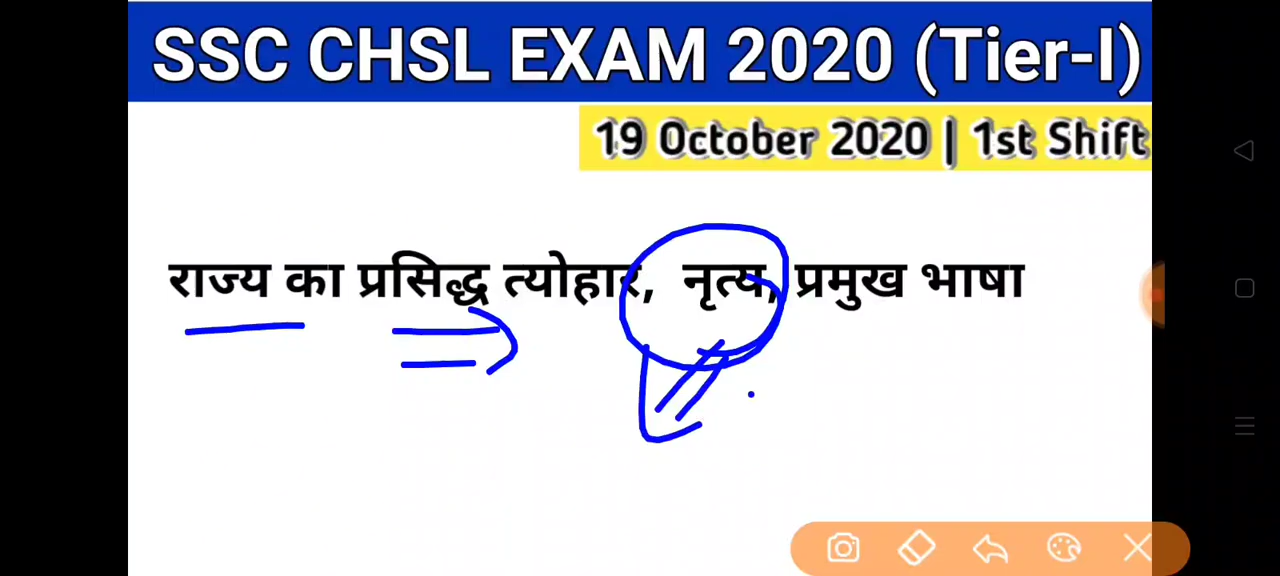 SSC CHSL EXAM 2020 (Tier-I)
19 October 2020 | 1st Shift
राज्य का प्रसिद्ध त्योहार, नृत्य, प्रमुख भाषा